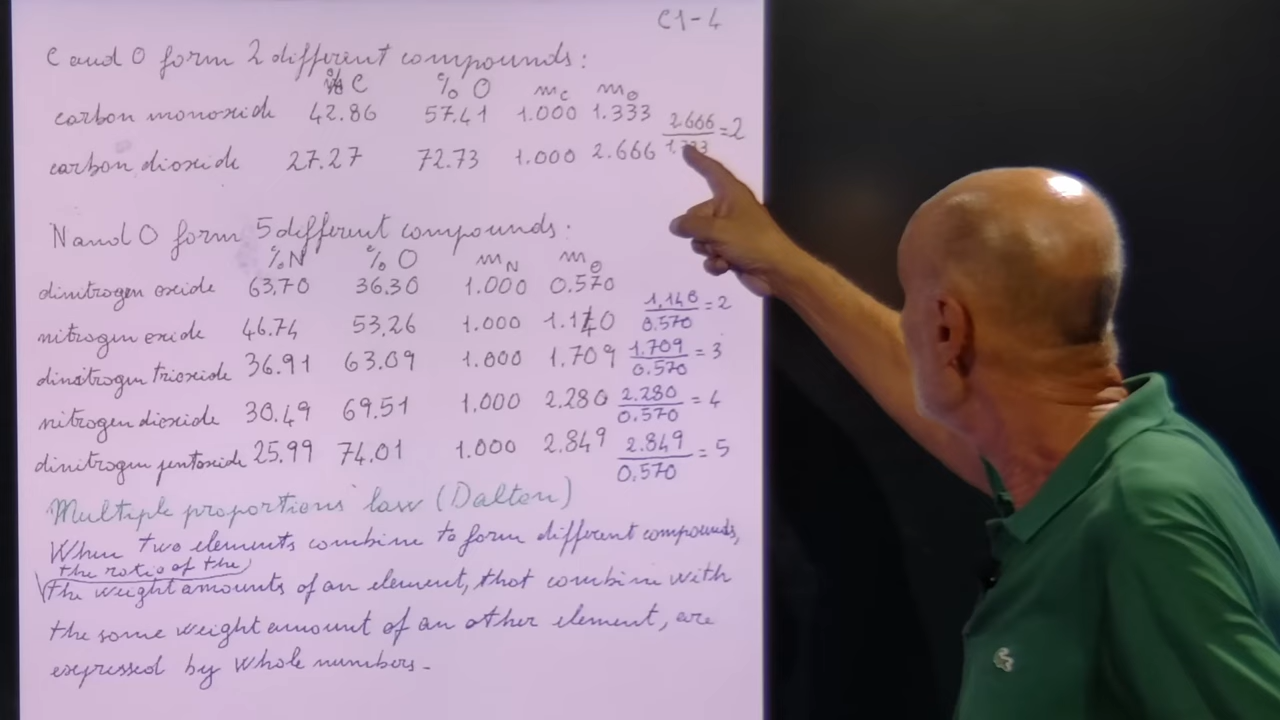 C1-4
C and O form 2 different compounds:
% C % O mC mO
carbon monoxide 42.86 57.41 1.000 1.333
2.666
carbon dioxide 27.27 72.73 1.000 2.666 1.333 =2
N and O form 5 different compounds:
% N % O mN mO
dinitrogen oxide 63.70 36.30 1.000 0.570
nitrogen oxide 46.74 53.26 1.000 1.140 1.140/0.570 = 2
dinitrogen trioxide 36.91 63.09 1.000 1.709 1.709/0.570 = 3
nitrogen dioxide 30.49 69.51 1.000 2.280 2.280/0.570 = 4
dinitrogen pentoxide 25.99 74.01 1.000 2.849 2.849/0.570 = 5
Multiple proportions law (Dalton)
When two elements combine to form different compounds,
the ratio of the
the weight amounts of an element, that combine with
the same weight amount of an other element, are
expressed by whole numbers.